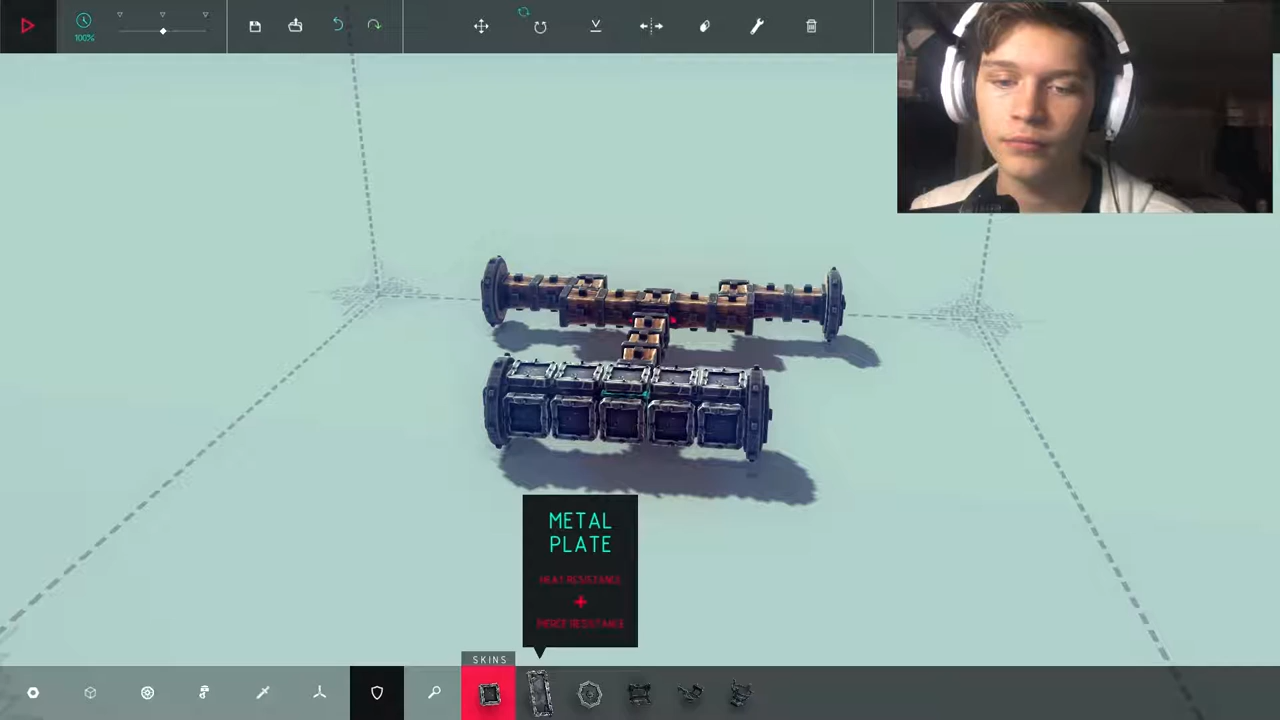 100%
METAL
PLATE
HEAT RESISTANCE
+
PIERCE RESISTANCE
SKINS